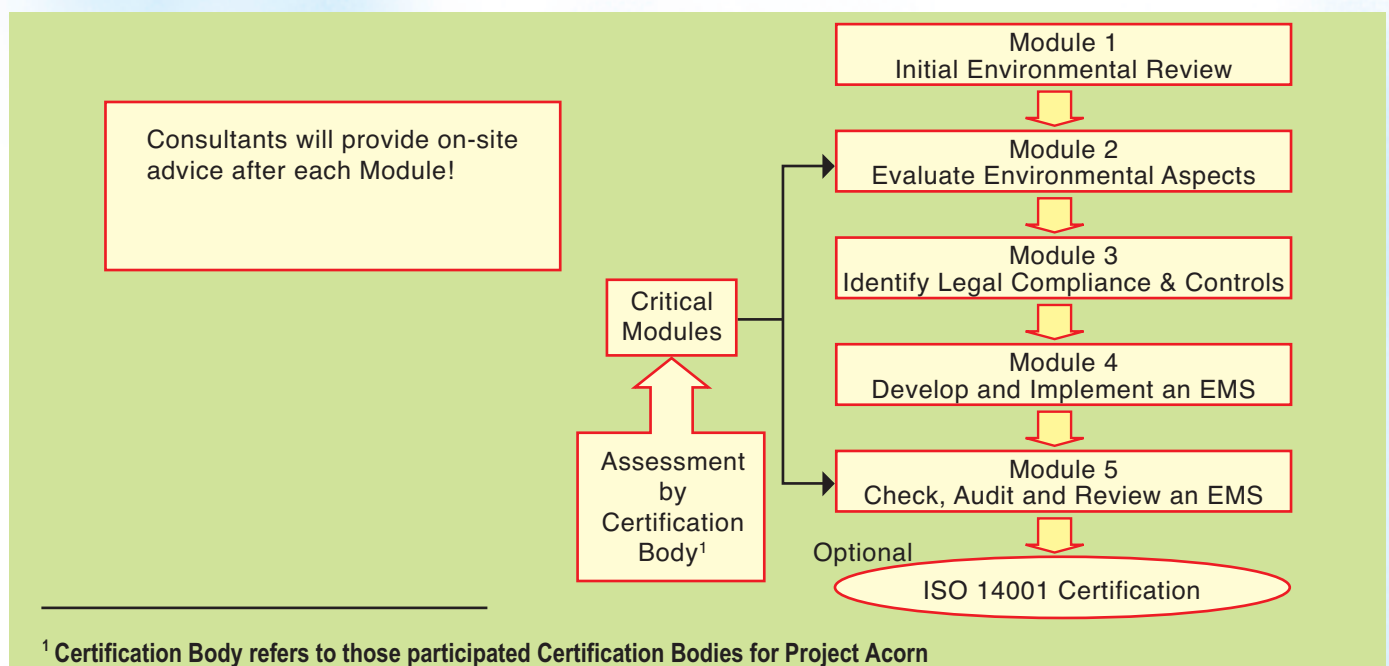 Module 1
Initial Environmental Review
Consultants will provide on-site
advice after each Module!
Module 2
Evaluate Environmental Aspects
Module 3
Identify Legal Compliance & Controls
Critical
Modules
Module 4
Develop and Implement an EMS
Assessment
by
Certification
Body¹
Module 5
Check, Audit and Review an EMS
Optional
ISO 14001 Certification
¹ Certification Body refers to those participated Certification Bodies for Project Acorn